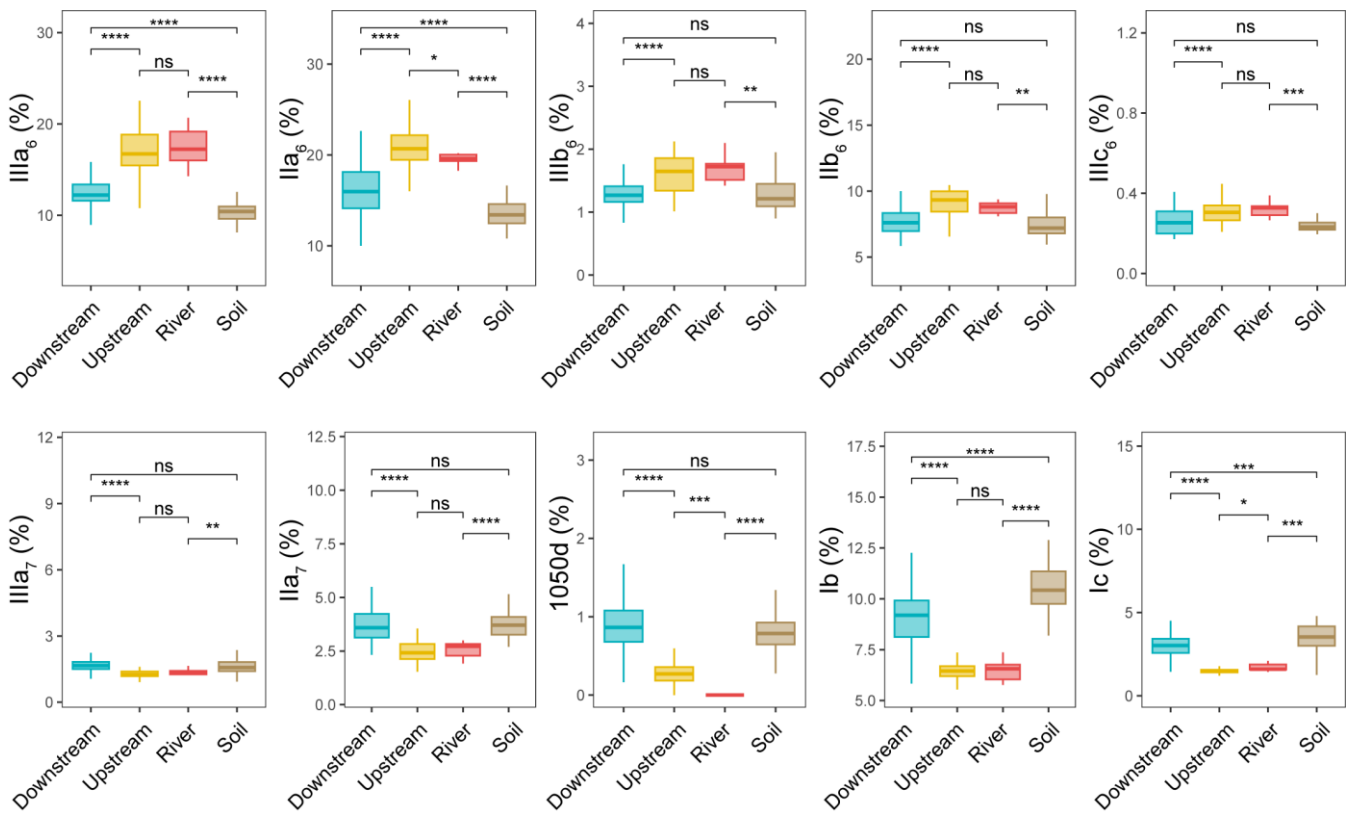 IIIa₆ (%)
30
20
10
****
****
ns
****
Downstream
Upstream
River
Soil
IIa₆ (%)
30
20
10
****
****
*
****
Downstream
Upstream
River
Soil
IIIb₆ (%)
4
3
2
1
0
ns
****
ns
**
Downstream
Upstream
River
Soil
IIb₆ (%)
20
15
10
5
ns
****
ns
**
Downstream
Upstream
River
Soil
IIIc₆ (%)
1.2
0.8
0.4
0.0
ns
****
ns
***
Downstream
Upstream
River
Soil
IIIa₇ (%)
12
9
6
3
0
ns
****
ns
**
Downstream
Upstream
River
Soil
IIa₇ (%)
12.5
10.0
7.5
5.0
2.5
0.0
ns
****
ns
****
Downstream
Upstream
River
Soil
1050d (%)
3
2
1
0
ns
****
***
****
Downstream
Upstream
River
Soil
Ib (%)
17.5
15.0
12.5
10.0
7.5
5.0
****
****
ns
****
Downstream
Upstream
River
Soil
Ic (%)
15
10
5
0
***
****
*
***
Downstream
Upstream
River
Soil